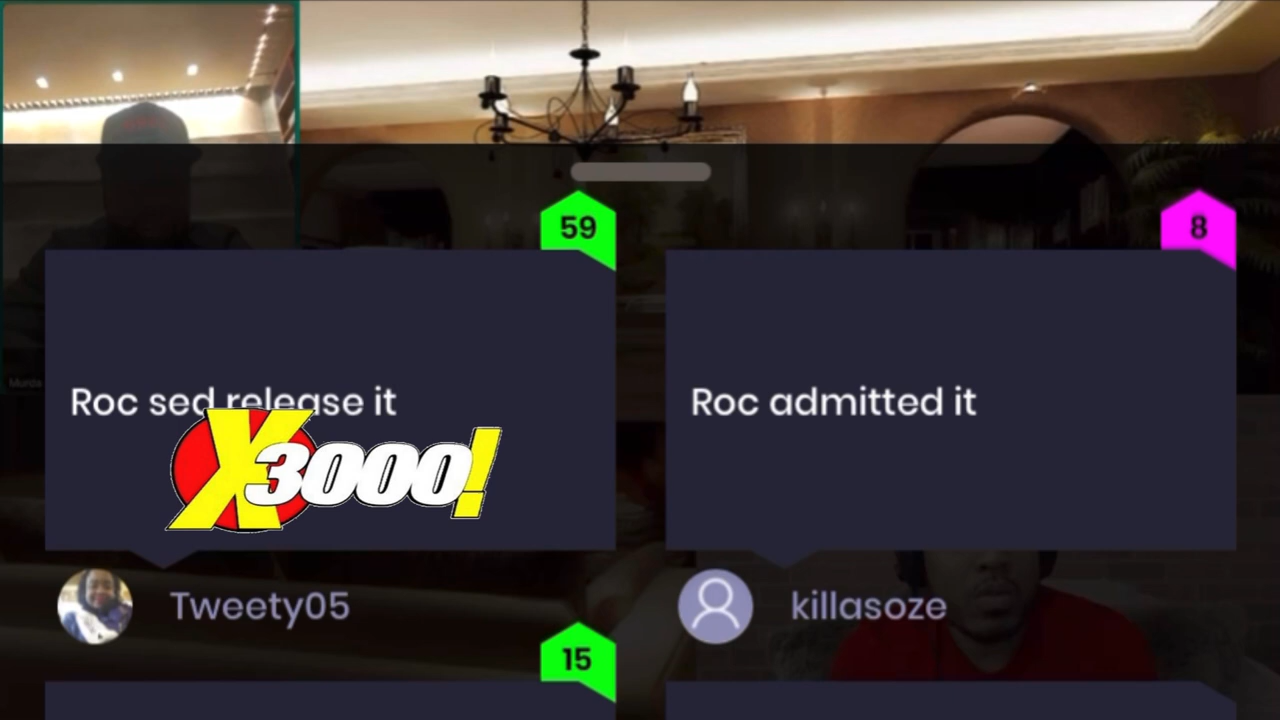 59
8
Roc sed release it
Roc admitted it
X3000!
Tweety05
killasoze
15